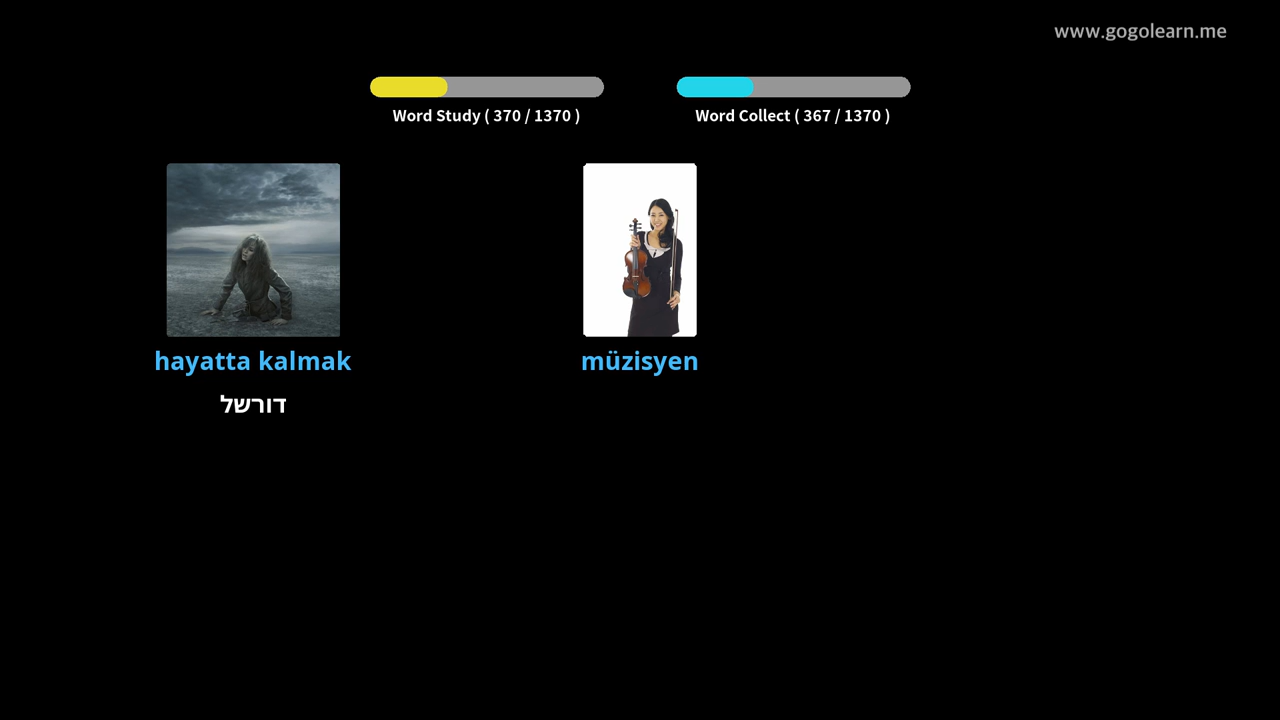 www.gogolearn.me
Word Study ( 370 / 1370 )
Word Collect ( 367 / 1370 )
hayatta kalmak
דורשל
müzisyen